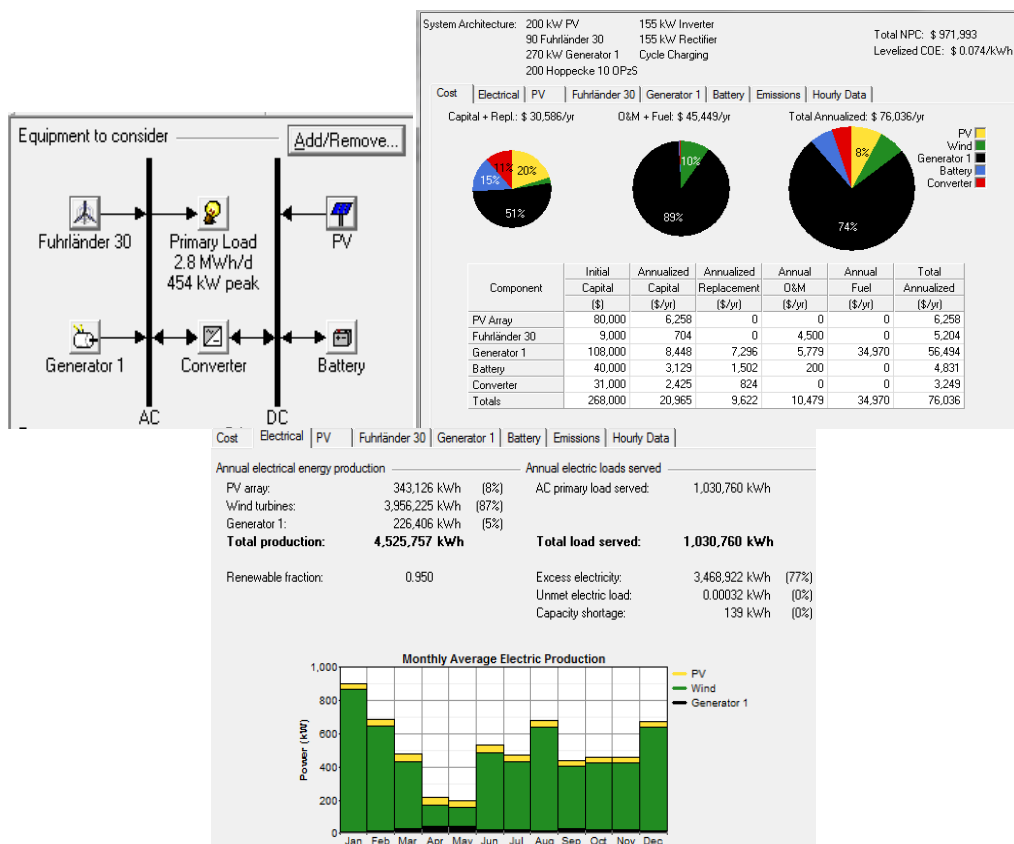 Equipment to consider
Add/Remove...
Fuhrländer 30
Primary Load
2.8 MWh/d
454 kW peak
PV
Generator 1
Converter
Battery
AC
DC
System Architecture: 200 kW PV 155 kW Inverter
90 Fuhrländer 30 155 kW Rectifier
270 kW Generator 1 Cycle Charging
200 Hoppecke 10 OPzS
Total NPC: $ 971,993
Levelized COE: $ 0.074/kWh
Cost Electrical PV Fuhrländer 30 Generator 1 Battery Emissions Hourly Data
Capital + Repl.: $ 30,586/yr O&M + Fuel: $ 45,449/yr Total Annualized: $ 76,036/yr
11% 20%
15%
51%
10%
89%
8%
74%
PV
Wind
Generator 1
Battery
Converter
Component Initial Capital ($) Annualized Capital ($/yr) Annualized Replacement ($/yr) Annual O&M ($/yr) Annual Fuel ($/yr) Total Annualized ($/yr)
PV Array 80,000 6,258 0 0 0 6,258
Fuhrländer 30 9,000 704 0 4,500 0 5,204
Generator 1 108,000 8,448 7,296 5,779 34,970 56,494
Battery 40,000 3,129 1,502 200 0 4,831
Converter 31,000 2,425 824 0 0 3,249
Totals 268,000 20,965 9,622 10,479 34,970 76,036
Cost Electrical PV Fuhrländer 30 Generator 1 Battery Emissions Hourly Data
Annual electrical energy production
PV array: 343,126 kWh (8%)
Wind turbines: 3,956,225 kWh (87%)
Generator 1: 226,406 kWh (5%)
Total production: 4,525,757 kWh
Renewable fraction: 0.950
Annual electric loads served
AC primary load served: 1,030,760 kWh
Total load served: 1,030,760 kWh
Excess electricity: 3,468,922 kWh (77%)
Unmet electric load: 0.00032 kWh (0%)
Capacity shortage: 139 kWh (0%)
Monthly Average Electric Production
Power (kW)
1,000
800
600
400
200
0
Jan Feb Mar Apr May Jun Jul Aug Sep Oct Nov Dec
PV
Wind
Generator 1